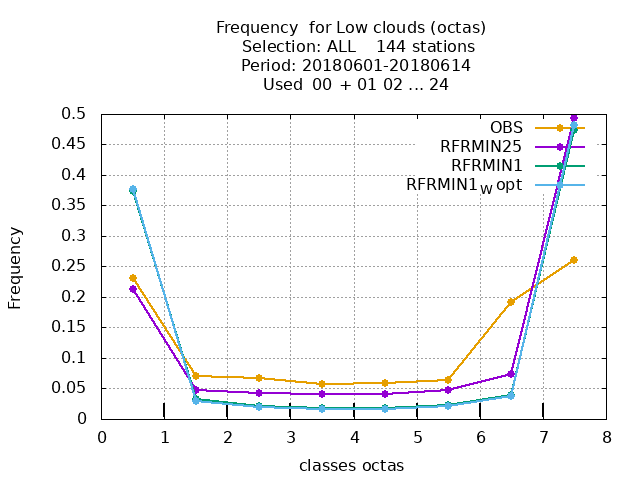 Frequency  for Low clouds (octas)
Selection: ALL    144 stations
Period: 20180601-20180614
Used  00 + 01 02 ... 24
0.5
0.45
0.4
0.35
0.3
0.25
0.2
0.15
0.1
0.05
0
Frequency
OBS
RFRMIN25
RFRMIN1
RFRMIN1W opt
0 1 2 3 4 5 6 7 8
classes octas